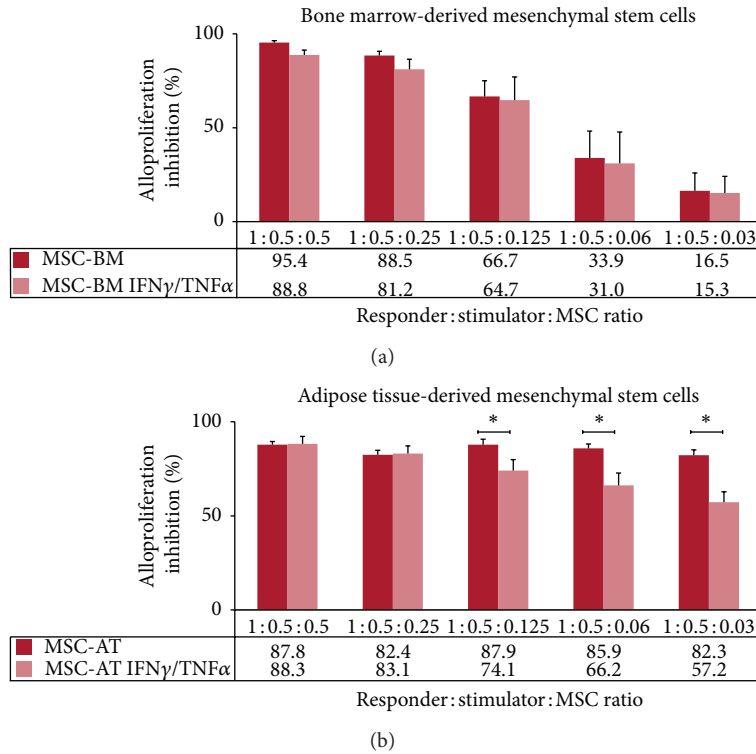 Bone marrow-derived mesenchymal stem cells
Alloproliferation
inhibition (%)
100
50
0
1 : 0.5 : 0.5 1 : 0.5 : 0.25 1 : 0.5 : 0.125 1 : 0.5 : 0.06 1 : 0.5 : 0.03
MSC-BM 95.4 88.5 66.7 33.9 16.5
MSC-BM IFNγ/TNFα 88.8 81.2 64.7 31.0 15.3
Responder : stimulator : MSC ratio
(a)
Adipose tissue-derived mesenchymal stem cells
Alloproliferation
inhibition (%)
100
50
0
* * *
1 : 0.5 : 0.5 1 : 0.5 : 0.25 1 : 0.5 : 0.125 1 : 0.5 : 0.06 1 : 0.5 : 0.03
MSC-AT 87.8 82.4 87.9 85.9 82.3
MSC-AT IFNγ/TNFα 88.3 83.1 74.1 66.2 57.2
Responder : stimulator : MSC ratio
(b)